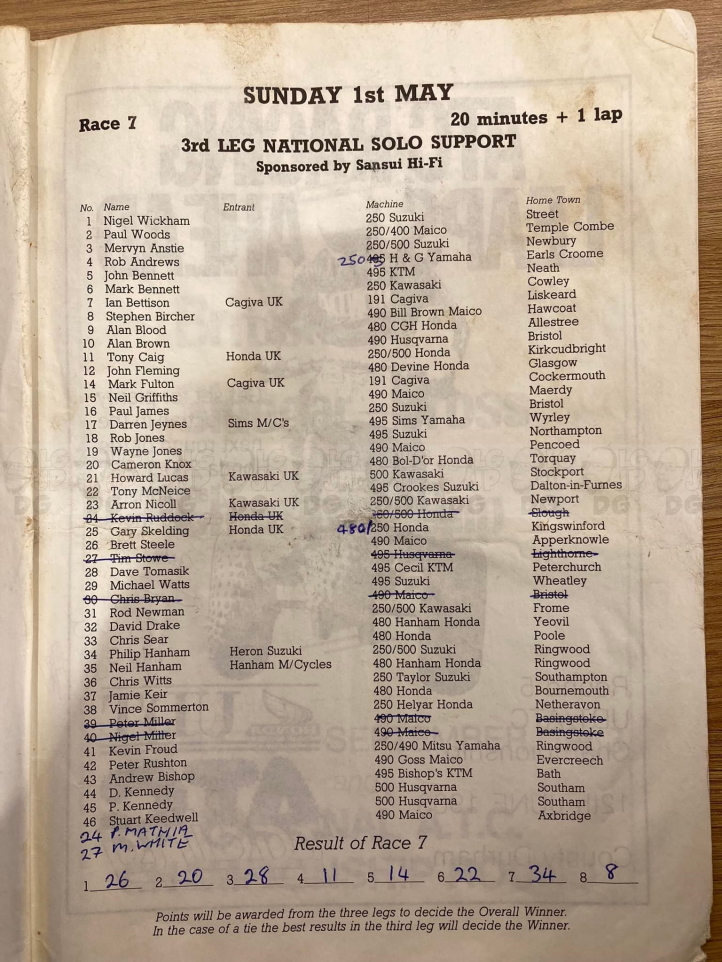 SUNDAY 1st MAY
Race 7 20 minutes + 1 lap
3rd LEG NATIONAL SOLO SUPPORT
Sponsored by Sansui Hi-Fi
No. Name Entrant Machine Home Town
1 Nigel Wickham 250 Suzuki Street
2 Paul Woods 250/400 Maico Temple Combe
3 Mervyn Anstie 250/500 Suzuki Newbury
4 Rob Andrews 250 495 H & G Yamaha Earls Croome
5 John Bennett 495 KTM Neath
6 Mark Bennett 250 Kawasaki Cowley
7 Ian Bettison Cagiva UK 191 Cagiva Liskeard
8 Stephen Bircher 490 Bill Brown Maico Hawcoat
9 Alan Blood 480 CGH Honda Allestree
10 Alan Brown 490 Husqvarna Bristol
11 Tony Caig Honda UK 250/500 Honda Kirkcudbright
12 John Fleming 480 Devine Honda Glasgow
14 Mark Fulton Cagiva UK 191 Cagiva Cockermouth
15 Neil Griffiths 490 Maico Maerdy
16 Paul James 250 Suzuki Bristol
17 Darren Jeynes Sims M/C's 495 Sims Yamaha Wyrley
18 Rob Jones 495 Suzuki Northampton
19 Wayne Jones 490 Maico Pencoed
20 Cameron Knox 480 Bol-D'or Honda Torquay
21 Howard Lucas Kawasaki UK 500 Kawasaki Stockport
22 Tony McNeice 495 Crookes Suzuki Dalton-in-Furnes
23 Arron Nicoll Kawasaki UK 250/500 Kawasaki Newport
24 Kevin Ruddock Honda UK 250/500 Honda Slough
25 Gary Skelding Honda UK 480/250 Honda Kingswinford
26 Brett Steele 490 Maico Apperknowle
27 Tim Stowe 495 Husqvarna Lighthorne
28 Dave Tomasik 495 Cecil KTM Peterchurch
29 Michael Watts 495 Suzuki Wheatley
30 Chris Bryan 490 Maico Bristol
31 Rod Newman 250/500 Kawasaki Frome
32 David Drake 480 Hanham Honda Yeovil
33 Chris Sear 480 Honda Poole
34 Philip Hanham Heron Suzuki 250/500 Suzuki Ringwood
35 Neil Hanham Hanham M/Cycles 480 Hanham Honda Ringwood
36 Chris Witts 250 Taylor Suzuki Southampton
37 Jamie Keir 480 Honda Bournemouth
38 Vince Sommerton 250 Helyar Honda Netheravon
39 Peter Miller 490 Maico Basingstoke
40 Nigel Miller 490 Maico Basingstoke
41 Kevin Froud 250/490 Mitsu Yamaha Ringwood
42 Peter Rushton 490 Goss Maico Evercreech
43 Andrew Bishop 495 Bishop's KTM Bath
44 D. Kennedy 500 Husqvarna Southam
45 P. Kennedy 500 Husqvarna Southam
46 Stuart Keedwell 490 Maico Axbridge
24 P. MATHIA
27 M. WHITE
Result of Race 7
1 26 2 20 3 28 4 11 5 14 6 22 7 34 8 8
Points will be awarded from the three legs to decide the Overall Winner.
In the case of a tie the best results in the third leg will decide the Winner.